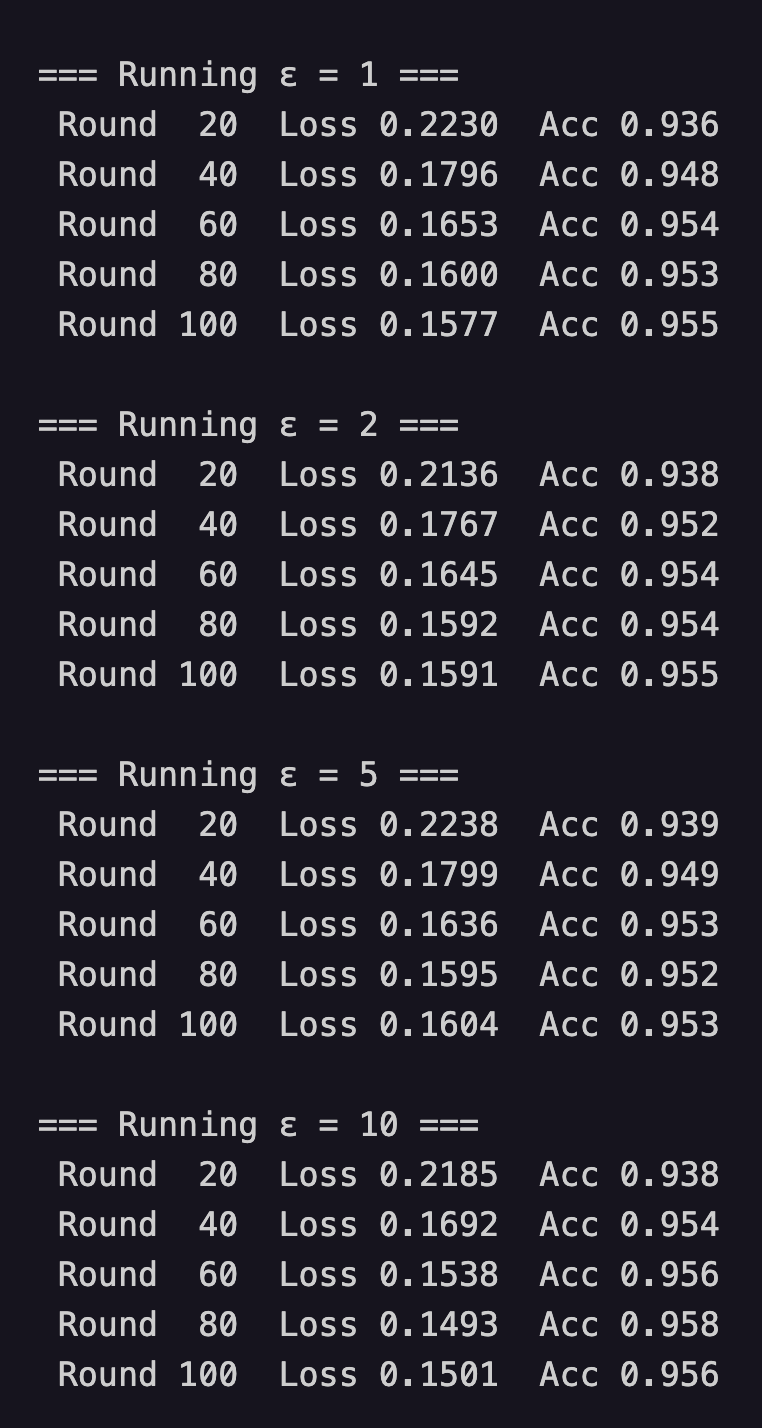 === Running ε = 1 ===
Round  20  Loss 0.2230  Acc 0.936
Round  40  Loss 0.1796  Acc 0.948
Round  60  Loss 0.1653  Acc 0.954
Round  80  Loss 0.1600  Acc 0.953
Round 100  Loss 0.1577  Acc 0.955
=== Running ε = 2 ===
Round  20  Loss 0.2136  Acc 0.938
Round  40  Loss 0.1767  Acc 0.952
Round  60  Loss 0.1645  Acc 0.954
Round  80  Loss 0.1592  Acc 0.954
Round 100  Loss 0.1591  Acc 0.955
=== Running ε = 5 ===
Round  20  Loss 0.2238  Acc 0.939
Round  40  Loss 0.1799  Acc 0.949
Round  60  Loss 0.1636  Acc 0.953
Round  80  Loss 0.1595  Acc 0.952
Round 100  Loss 0.1604  Acc 0.953
=== Running ε = 10 ===
Round  20  Loss 0.2185  Acc 0.938
Round  40  Loss 0.1692  Acc 0.954
Round  60  Loss 0.1538  Acc 0.956
Round  80  Loss 0.1493  Acc 0.958
Round 100  Loss 0.1501  Acc 0.956